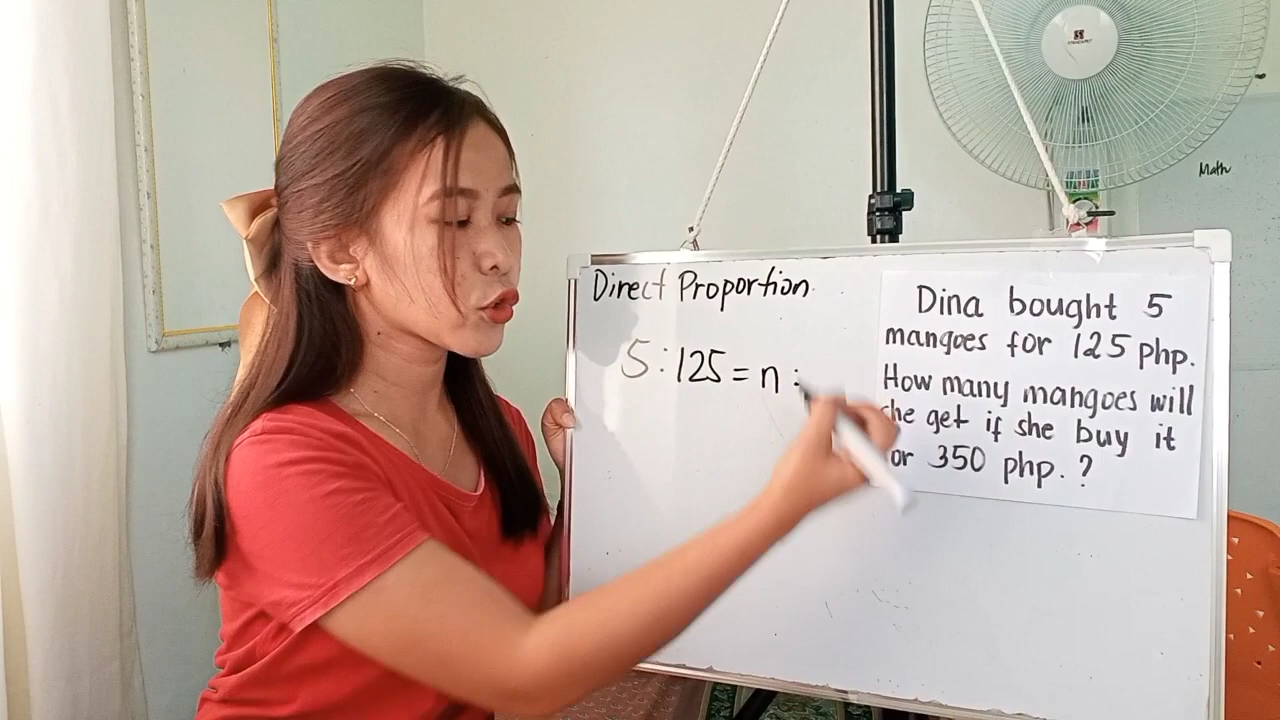 Direct Proportion
5 : 125 = n :
Dina bought 5
mangoes for 125 php.
How many mangoes will
she get if she buy it
or 350 php. ?
Math